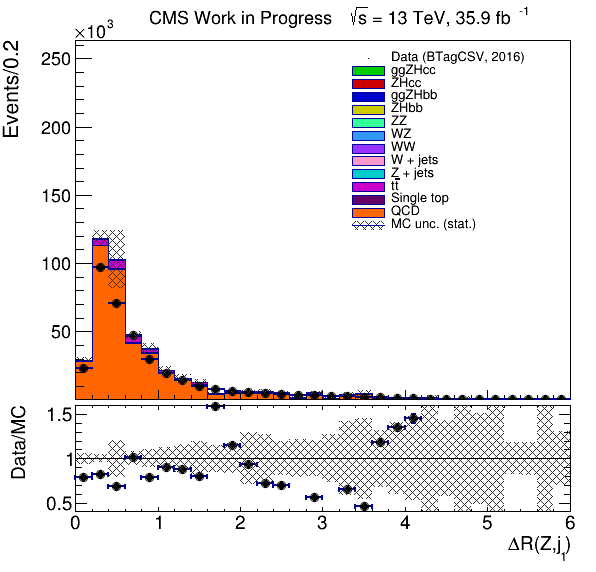 CMS Work in Progress √s = 13 TeV, 35.9 fb⁻¹
×10³
Events/0.2
250
200
150
100
50
Data (BTagCSV, 2016)
ggZHcc
ZHcc
ggZHbb
ZHbb
ZZ
WZ
WW
W + jets
Z + jets
tt̅
Single top
QCD
MC unc. (stat.)
Data/MC
1.5
1
0.5
0 1 2 3 4 5 6
ΔR(Z,j₁)